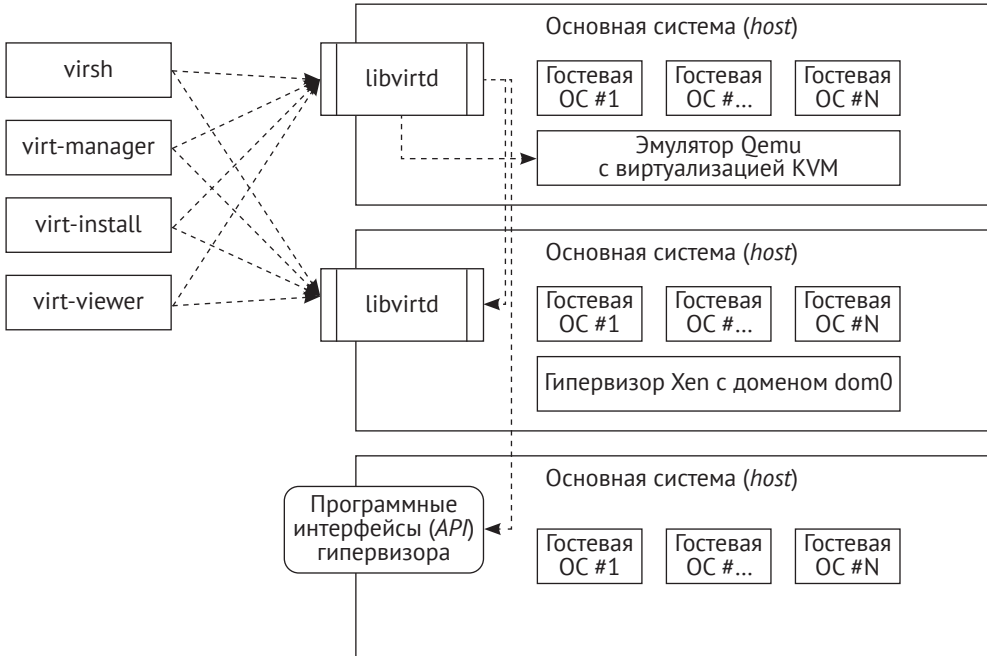 virsh
virt-manager
virt-install
virt-viewer
Основная система (host)
libvirtd
Гостевая
ОС #1
Гостевая
ОС #...
Гостевая
ОС #N
Эмулятор Qemu
с виртуализацией KVM
Основная система (host)
libvirtd
Гостевая
ОС #1
Гостевая
ОС #...
Гостевая
ОС #N
Гипервизор Xen с доменом dom0
Основная система (host)
Программные
интерфейсы (API)
гипервизора
Гостевая
ОС #1
Гостевая
ОС #...
Гостевая
ОС #N